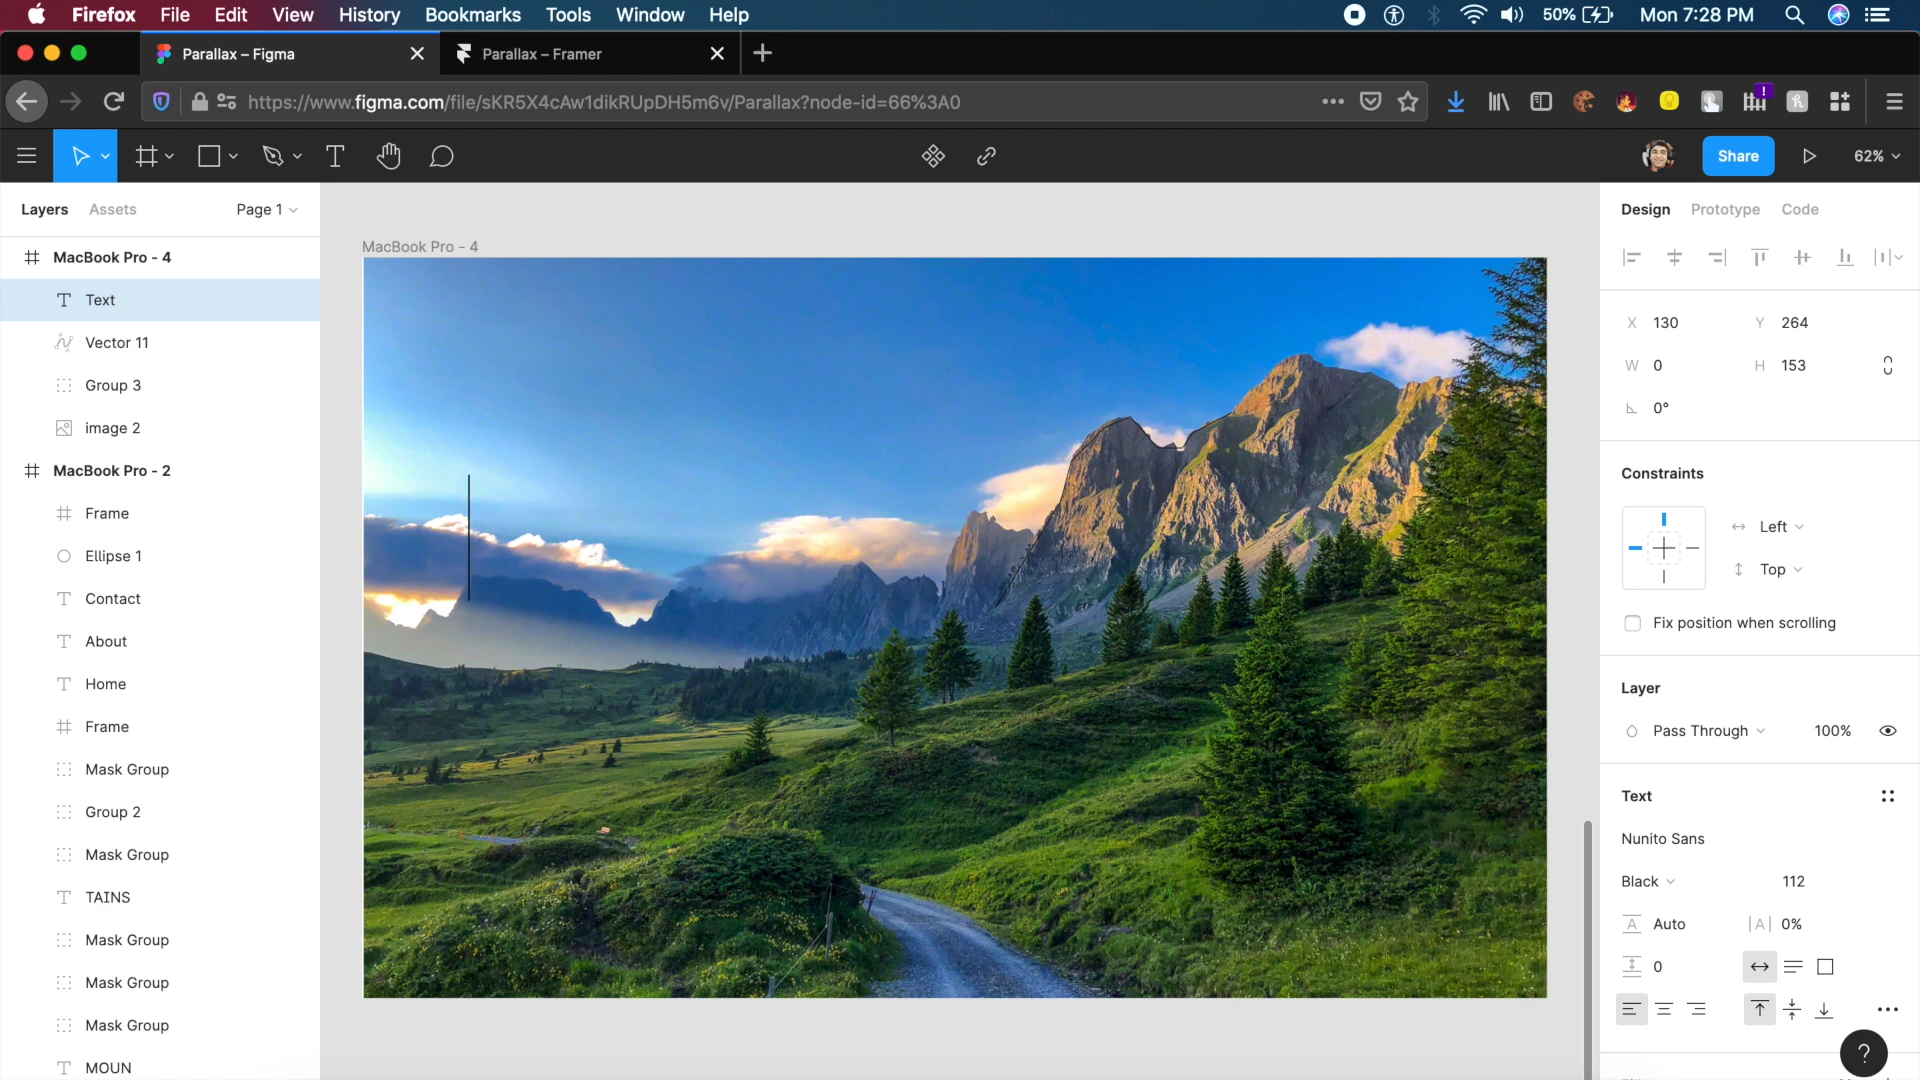 Firefox File Edit View History Bookmarks Tools Window Help 50% Mon 7:28 PM
Parallax – Figma Parallax – Framer
https://www.figma.com/file/sKR5X4cAw1dikRUpDH5m6v/Parallax?node-id=66%3A0
Share 62%
Layers Assets Page 1
MacBook Pro - 4
Text
Vector 11
Group 3
image 2
MacBook Pro - 2
Frame
Ellipse 1
Contact
About
Home
Frame
Mask Group
Group 2
Mask Group
TAINS
Mask Group
Mask Group
Mask Group
MOUN
MacBook Pro - 4
Design Prototype Code
X 130 Y 264
W 0 H 153
0°
Constraints
Left
Top
Fix position when scrolling
Layer
Pass Through 100%
Text
Nunito Sans
Black 112
A Auto |A| 0%
0
?